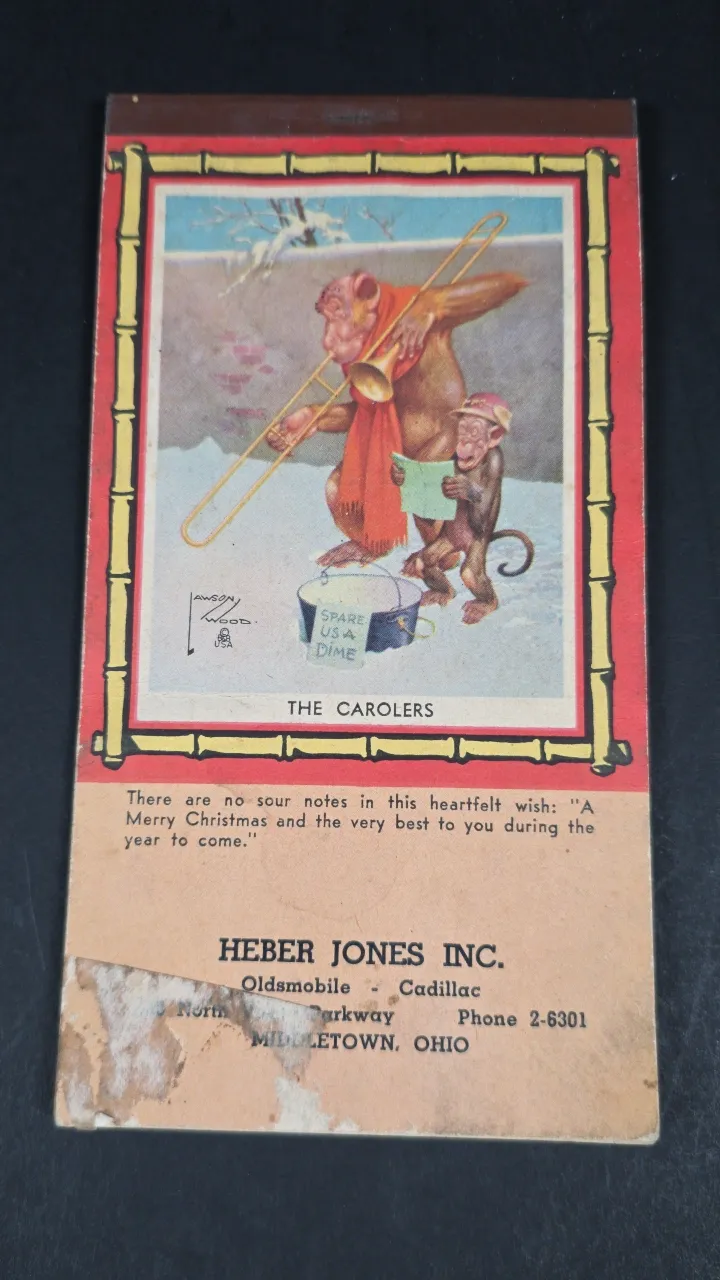 LAWSON
WOOD.
©
B&B
USA
SPARE
US A
DIME
THE CAROLERS
There are no sour notes in this heartfelt wish: "A
Merry Christmas and the very best to you during the
year to come."
HEBER JONES INC.
Oldsmobile - Cadillac
North Parkway Phone 2-6301
MIDDLETOWN, OHIO